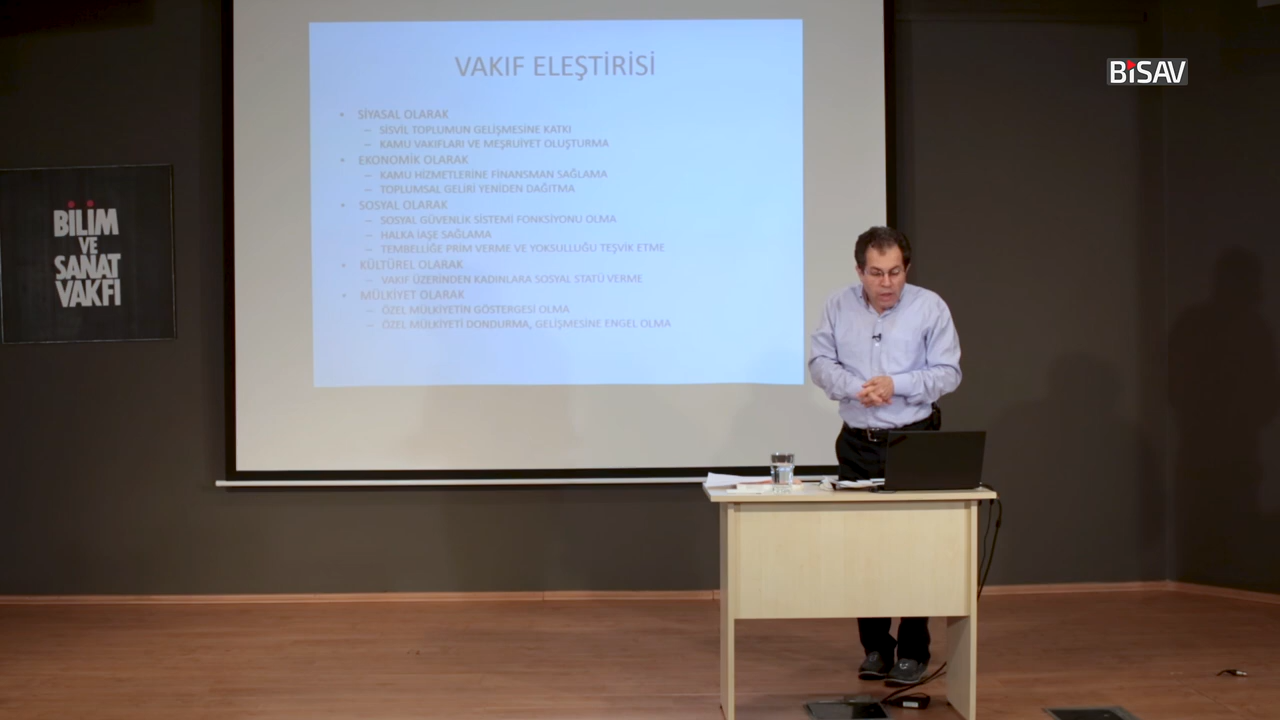 VAKIF ELEŞTİRİSİ
• SİYASAL OLARAK
– SİSVİL TOPLUMUN GELİŞMESİNE KATKI
– KAMU VAKIFLARI VE MEŞRUİYET OLUŞTURMA
• EKONOMİK OLARAK
– KAMU HİZMETLERİNE FİNANSMAN SAĞLAMA
– TOPLUMSAL GELİRİ YENİDEN DAĞITMA
• SOSYAL OLARAK
– SOSYAL GÜVENLİK SİSTEMİ FONKSİYONU OLMA
– HALKA İAŞE SAĞLAMA
– TEMBELLİĞE PRİM VERME VE YOKSULLUĞU TEŞVİK ETME
• KÜLTÜREL OLARAK
– VAKIF ÜZERİNDEN KADINLARA SOSYAL STATÜ VERME
• MÜLKİYET OLARAK
– ÖZEL MÜLKİYETİN GÖSTERGESİ OLMA
– ÖZEL MÜLKİYETİ DONDURMA, GELİŞMESİNE ENGEL OLMA
BİSAV
BİLİM
VE
SANAT
VAKFI